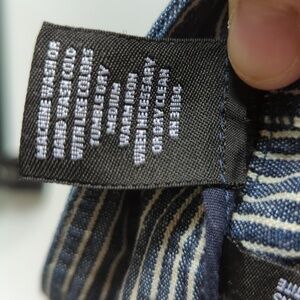 MACHINE WASH OR
HAND WASH COLD
WITH LIKE COLORS
TUMBLE DRY
MEDIUM
WARM IRON
WHEN NECESSARY
OR DRY CLEAN